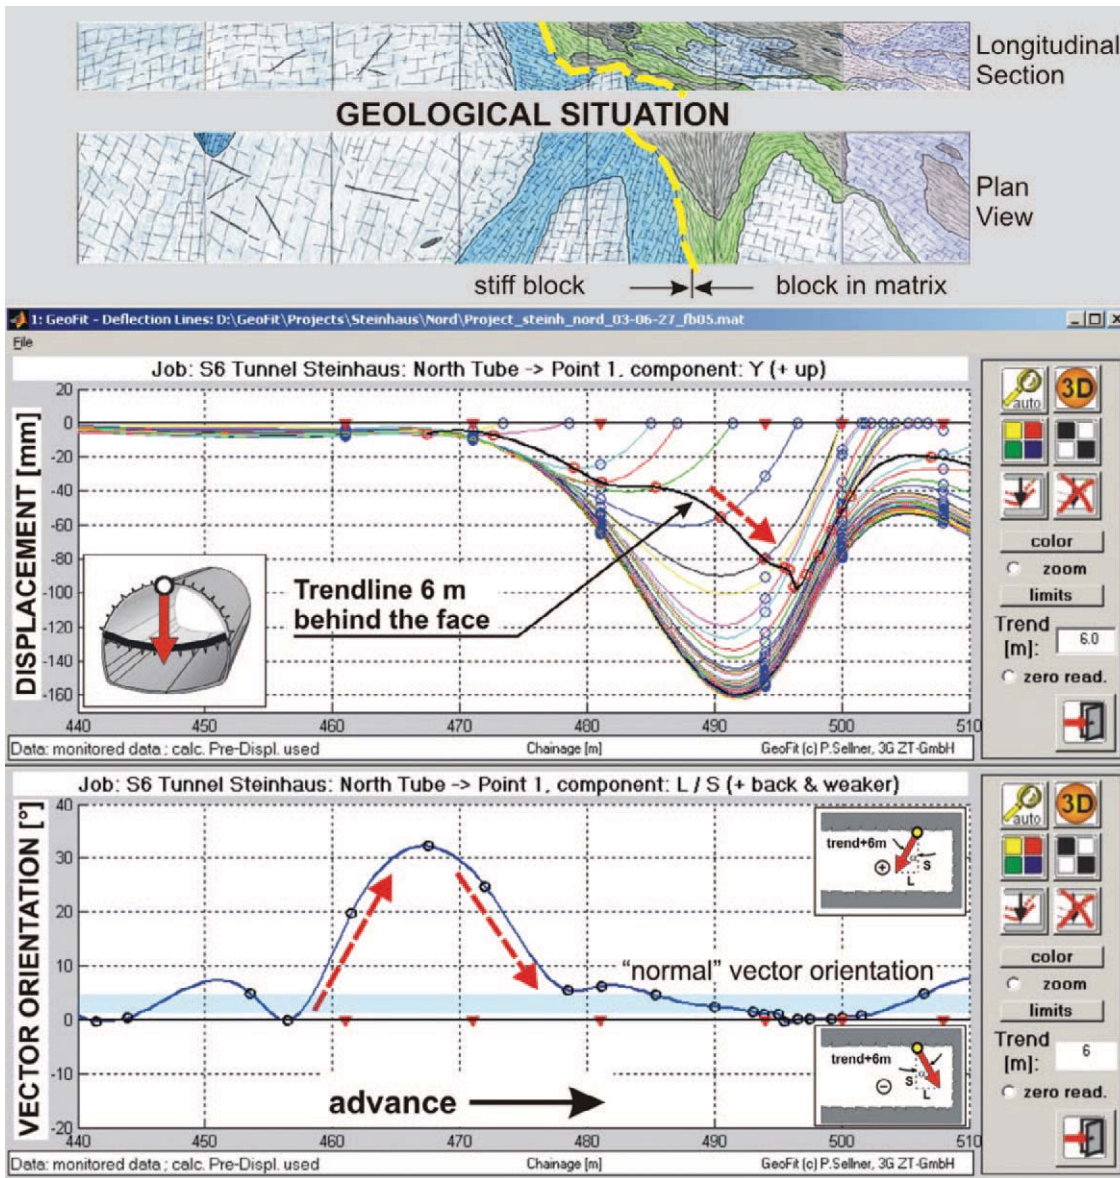 Longitudinal
Section
GEOLOGICAL SITUATION
Plan
View
stiff block
block in matrix
1: GeoFit - Deflection Lines: D:\GeoFit\Projects\Steinhaus\Nord\Project_steinh_nord_03-06-27_fb05.mat
File
Job: S6 Tunnel Steinhaus: North Tube -> Point 1, component: Y (+ up)
DISPLACEMENT [mm]
20
0
-20
-40
-60
-80
-100
-120
-140
-160
Trendline 6 m
behind the face
440
450
460
470
480
490
500
510
Data: monitored data ; calc. Pre-Displ. used
Chainage [m]
GeoFit (c) P.Sellner, 3G ZT-GmbH
auto
3D
color
zoom
limits
Trend
[m]:
6.0
zero read.
Job: S6 Tunnel Steinhaus: North Tube -> Point 1, component: L / S (+ back & weaker)
VECTOR ORIENTATION [°]
40
30
20
10
0
-10
-20
trend+6m
S
L
"normal" vector orientation
trend+6m
S
L
advance
440
450
460
470
480
490
500
510
Data: monitored data ; calc. Pre-Displ. used
Chainage [m]
GeoFit (c) P.Sellner, 3G ZT-GmbH
auto
3D
color
zoom
limits
Trend
[m]:
6
zero read.